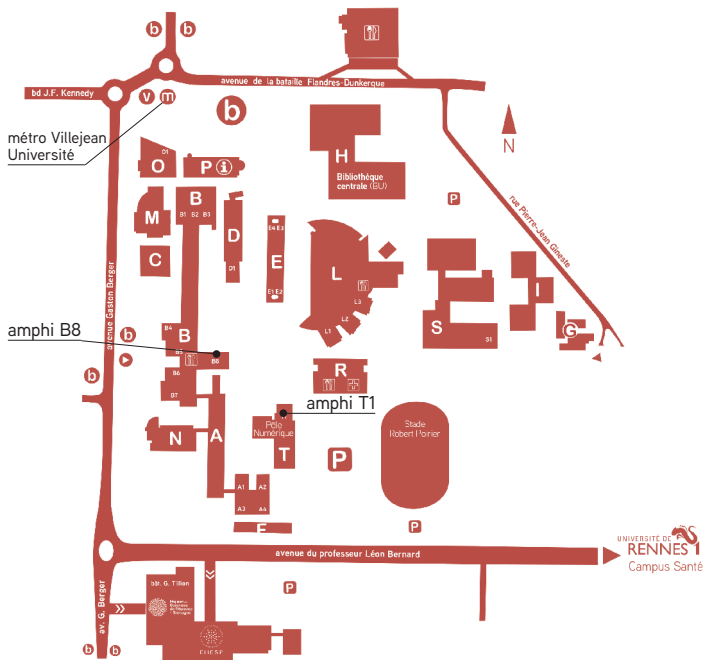 b
b
avenue de la bataille Flandres-Dunkerque
bd J.F. Kennedy
v
m
b
métro Villejean
Université
N
O
P
i
H
Bibliothèque
centrale (BU)
P
rue Pierre-Jean Gineste
M
B
B1 B2 B3
D
D1
E4 E3
E
E1 E2
C
L
L1
L2
L3
S
S1
I
G
avenue Gaston Berger
amphi B8
b
b
B4
B
B5
B8
B6
R
amphi T1
Pôle
Numérique
T
N
A
P
Stade
Robert Poirier
A1
A2
A3
A4
P
avenue du professeur Léon Bernard
UNIVERSITÉ DE
RENNES 1
Campus Santé
av. G. Berger
bât. G. Tillion
P
EHESP
b
b